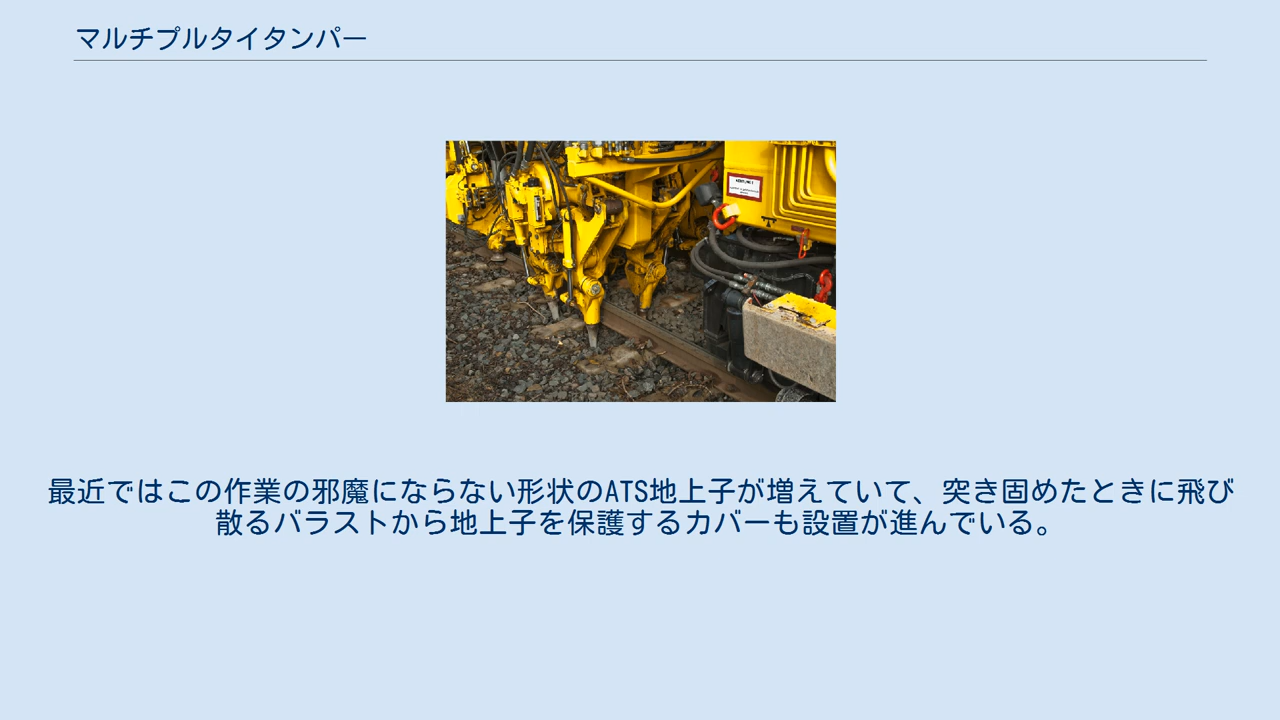 マルチプルタイタンパー
最近ではこの作業の邪魔にならない形状のATS地上子が増えていて、突き固めたときに飛び
散るバラストから地上子を保護するカバーも設置が進んでいる。